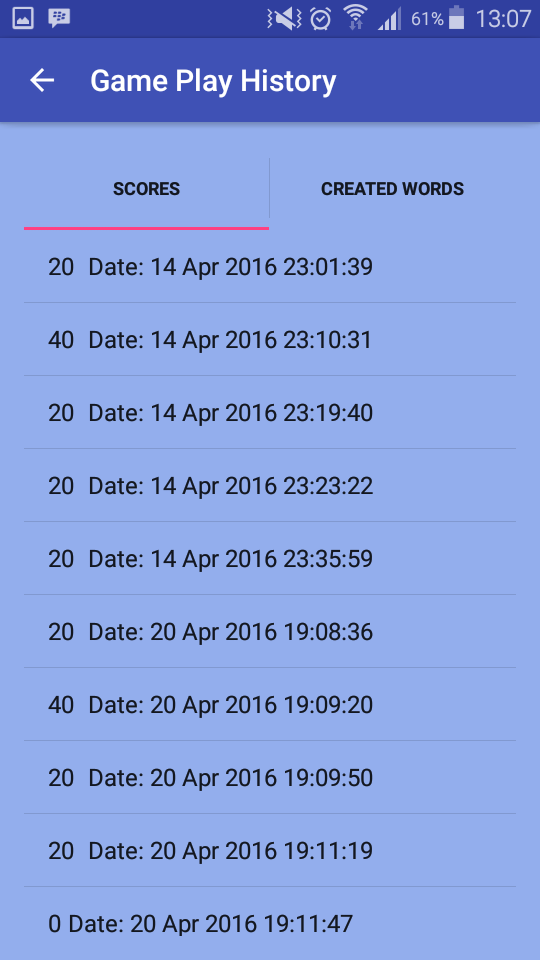 61% 13:07
Game Play History
SCORES CREATED WORDS
20 Date: 14 Apr 2016 23:01:39
40 Date: 14 Apr 2016 23:10:31
20 Date: 14 Apr 2016 23:19:40
20 Date: 14 Apr 2016 23:23:22
20 Date: 14 Apr 2016 23:35:59
20 Date: 20 Apr 2016 19:08:36
40 Date: 20 Apr 2016 19:09:20
20 Date: 20 Apr 2016 19:09:50
20 Date: 20 Apr 2016 19:11:19
0 Date: 20 Apr 2016 19:11:47